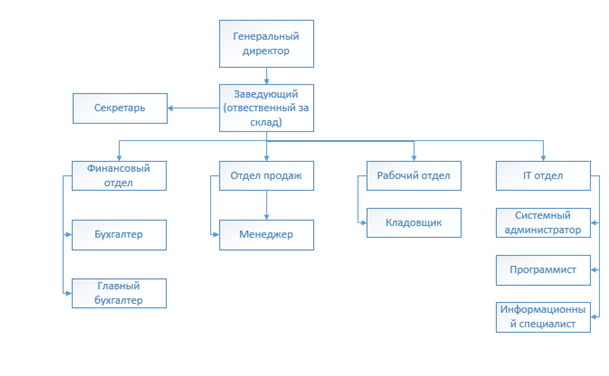 Генеральный
директор
Секретарь
Заведующий
(отвественный за
склад)
Финансовый
отдел
Отдел продаж
Рабочий отдел
IT отдел
Бухгалтер
Менеджер
Кладовщик
Системный
администратор
Программист
Главный
бухгалтер
Информационны
й специалист